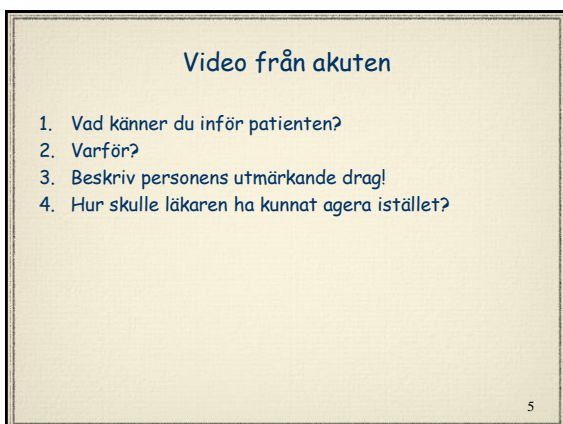 Video från akuten
1. Vad känner du inför patienten?
2. Varför?
3. Beskriv personens utmärkande drag!
4. Hur skulle läkaren ha kunnat agera istället?
5